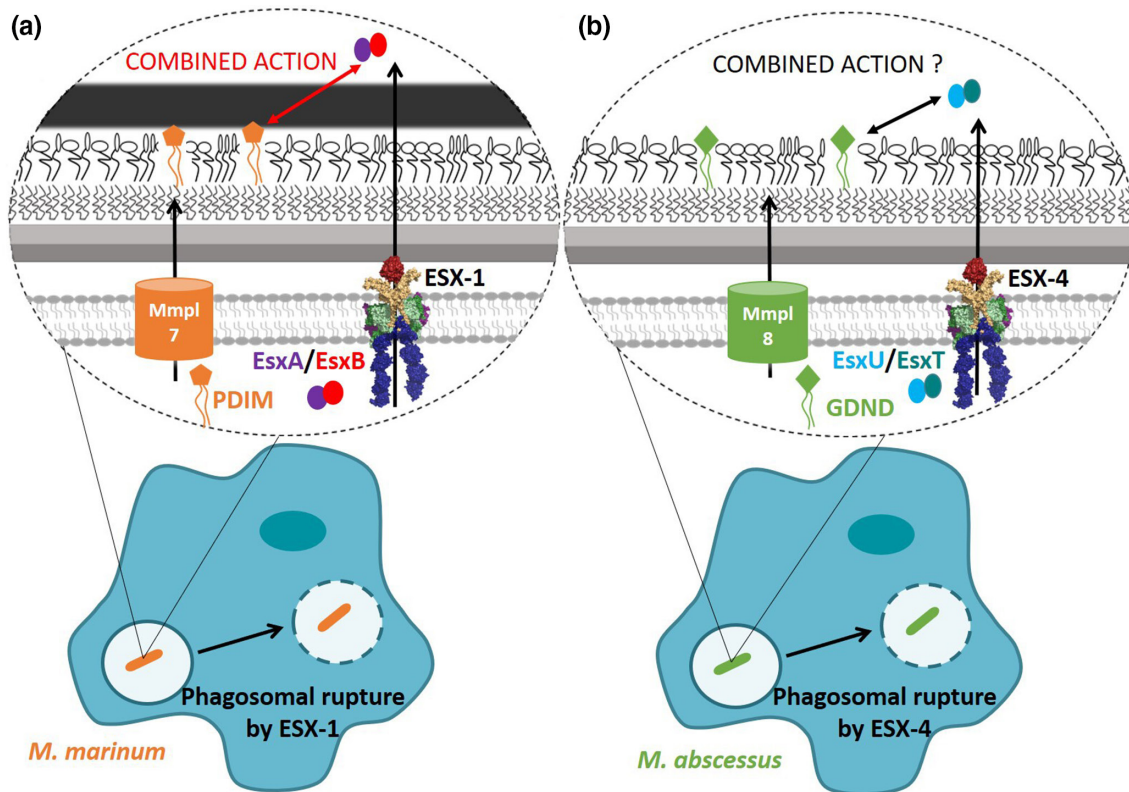 (a)
COMBINED ACTION
ESX-1
Mmpl
7
EsxA/EsxB
PDIM
Phagosomal rupture
by ESX-1
M. marinum
(b)
COMBINED ACTION ?
ESX-4
Mmpl
8
EsxU/EsxT
GDND
Phagosomal rupture
by ESX-4
M. abscessus